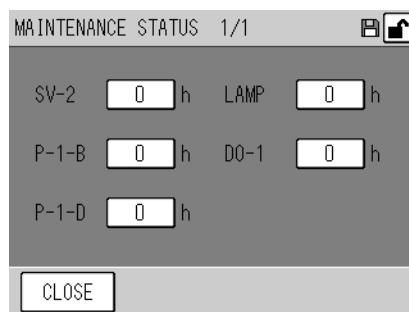 MAINTENANCE STATUS 1/1
SV-2 0 h LAMP 0 h
P-1-B 0 h DO-1 0 h
P-1-D 0 h
CLOSE